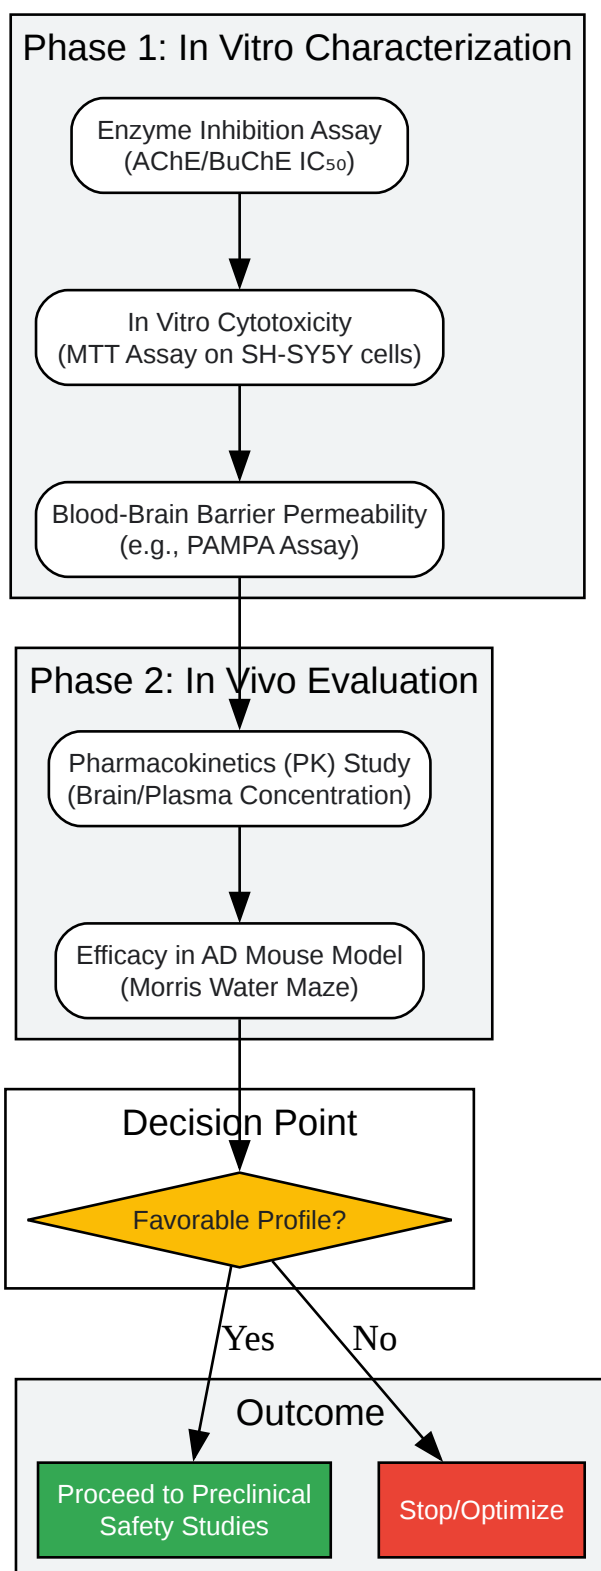 Phase 1: In Vitro Characterization
Enzyme Inhibition Assay
(AChE/BuChE IC₅₀)
In Vitro Cytotoxicity
(MTT Assay on SH-SY5Y cells)
Blood-Brain Barrier Permeability
(e.g., PAMPA Assay)
Phase 2: In Vivo Evaluation
Pharmacokinetics (PK) Study
(Brain/Plasma Concentration)
Efficacy in AD Mouse Model
(Morris Water Maze)
Decision Point
Favorable Profile?
Yes
No
Outcome
Proceed to Preclinical
Safety Studies
Stop/Optimize